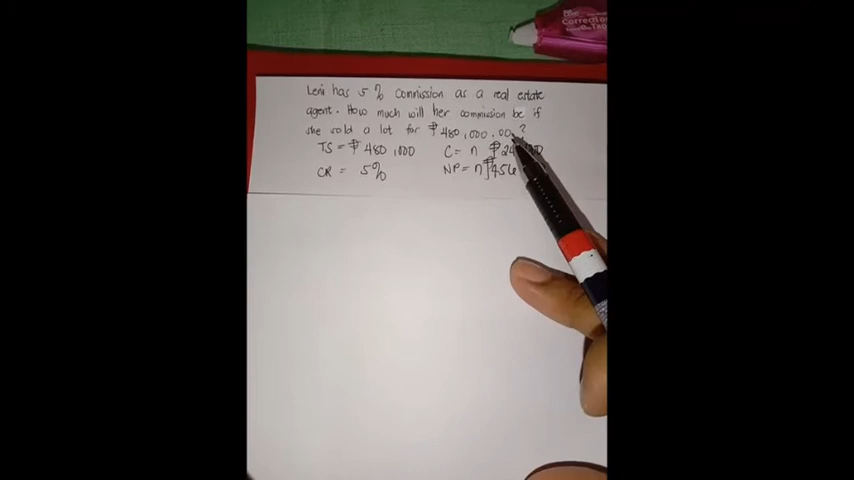 Correction
Tape
Leni has 5% commission as a real estate
agent. How much will her commission be if
she sold a lot for ₱480,000.00?
TS = ₱480,000 C = n
CR = 5% NP = n